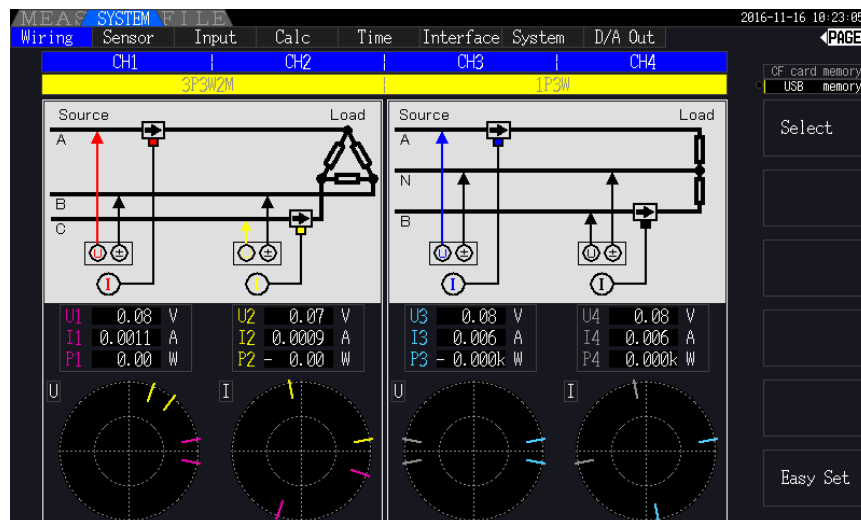 MEAS SYSTEM FILE 2016-11-16 10:23:05
Wiring Sensor Input Calc Time Interface System D/A Out PAGE
CH1 CH2 CH3 CH4
3P3W2M 1P3W
CF card memory
USB memory
Source Load Source Load
Select
A A
N
B
C B
U ± U ± U ± U ±
I I I I
U1 0.08 V U2 0.07 V U3 0.08 V U4 0.08 V
I1 0.0011 A I2 0.0009 A I3 0.006 A I4 0.006 A
P1 0.00 W P2 - 0.00 W P3 - 0.000k W P4 0.000k W
U I U I
Easy Set